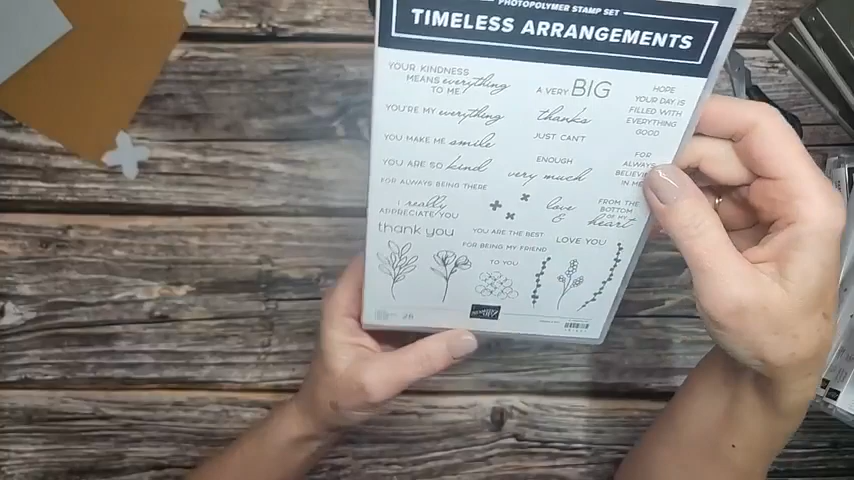 PHOTOPOLYMER STAMP SET
TIMELESS ARRANGEMENTS
YOUR KINDNESS
MEANS everything
TO ME
YOU'RE MY everything
YOU MAKE ME smile
YOU ARE SO kind
FOR ALWAYS BEING THERE
i really
APPRECIATE YOU
thank you
A VERY BIG
thanks
JUST CAN'T
ENOUGH
very much
love
&
YOU ARE THE BEST
FOR BEING MY FRIEND
TO YOU
HOPE
YOUR DAY IS
FILLED WITH
EVERYTHING
GOOD
FOR
ALWAYS
IN ME
FROM THE
BOTTOM
OF MY
heart
LOVE YOU
28